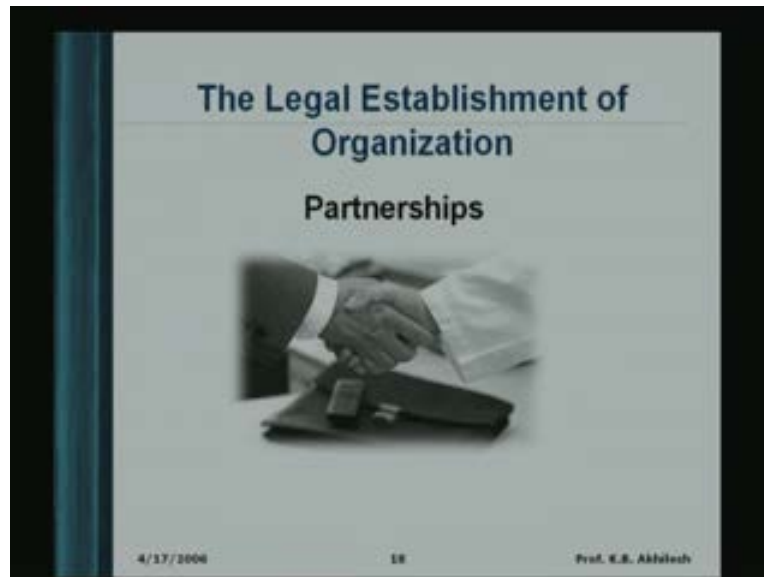 The Legal Establishment of
Organization
Partnerships
4/17/2006 18 Prof. K.B. Akhilesh